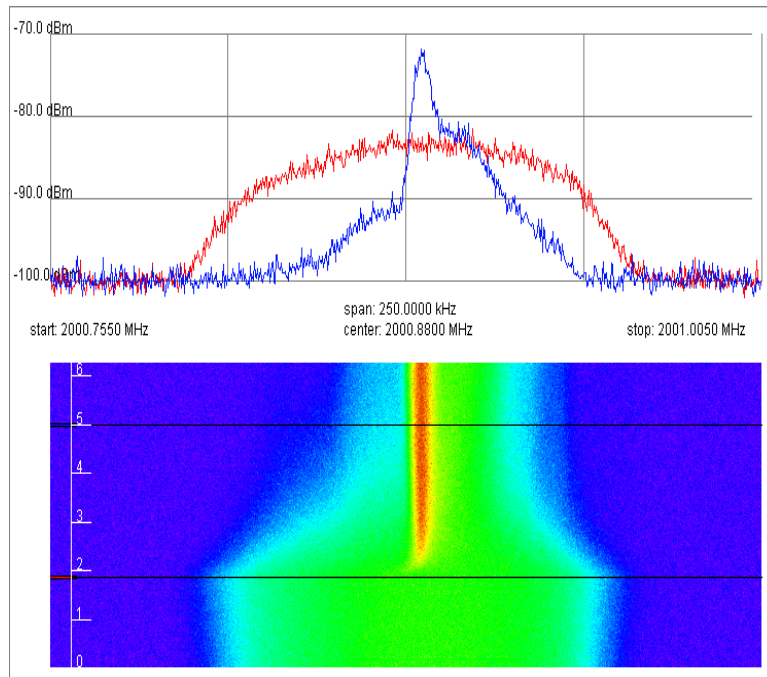 -70.0 dBm
-80.0 dBm
-90.0 dBm
-100.0 dBm
span: 250.0000 kHz
start: 2000.7550 MHz center: 2000.8800 MHz stop: 2001.0050 MHz
6
5
4
3
2
1
0